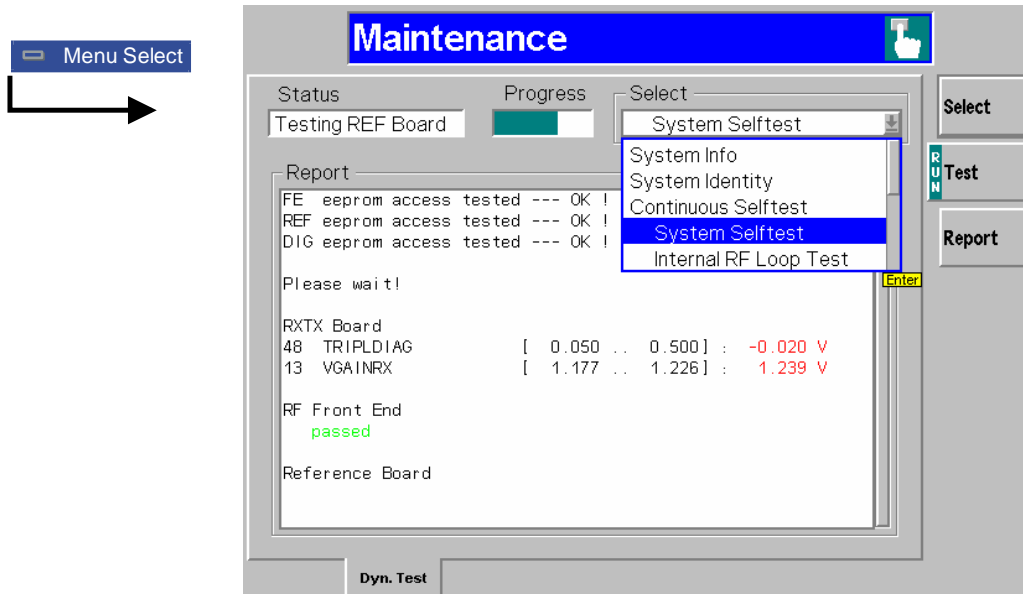 Menu Select
Maintenance
Status
Progress
Select
Testing REF Board
System Selftest
System Info
System Identity
Continuous Selftest
System Selftest
Internal RF Loop Test
Enter
Report
FE eeprom access tested --- OK !
REF eeprom access tested --- OK !
DIG eeprom access tested --- OK !
Please wait!
RXTX Board
48 TRIPLDIAG [ 0.050 .. 0.500] : -0.020 V
13 VGAINRX [ 1.177 .. 1.226] : 1.239 V
RF Front End
passed
Reference Board
Dyn. Test
Select
RUN
Test
Report